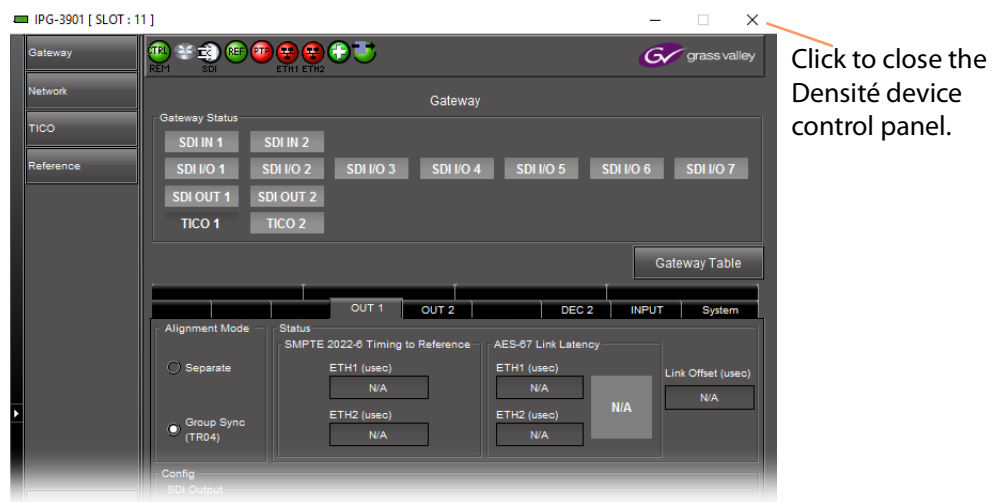 IPG-3901 [ SLOT : 11 ]
Click to close the
Densité device
control panel.
Gateway
Network
TICO
Reference
CTRL REF PTP
REM SDI ETH1 ETH2
GV grass valley
Gateway
Gateway Status
SDI IN 1 SDI IN 2
SDI I/O 1 SDI I/O 2 SDI I/O 3 SDI I/O 4 SDI I/O 5 SDI I/O 6 SDI I/O 7
SDI OUT 1 SDI OUT 2
TICO 1 TICO 2
Gateway Table
OUT 1 OUT 2 DEC 2 INPUT System
Alignment Mode
Separate
Group Sync
(TR04)
Status
SMPTE 2022-6 Timing to Reference
ETH1 (usec)
N/A
ETH2 (usec)
N/A
AES-67 Link Latency
ETH1 (usec)
N/A
ETH2 (usec)
N/A
N/A
Link Offset (usec)
N/A
Config
SDI Output